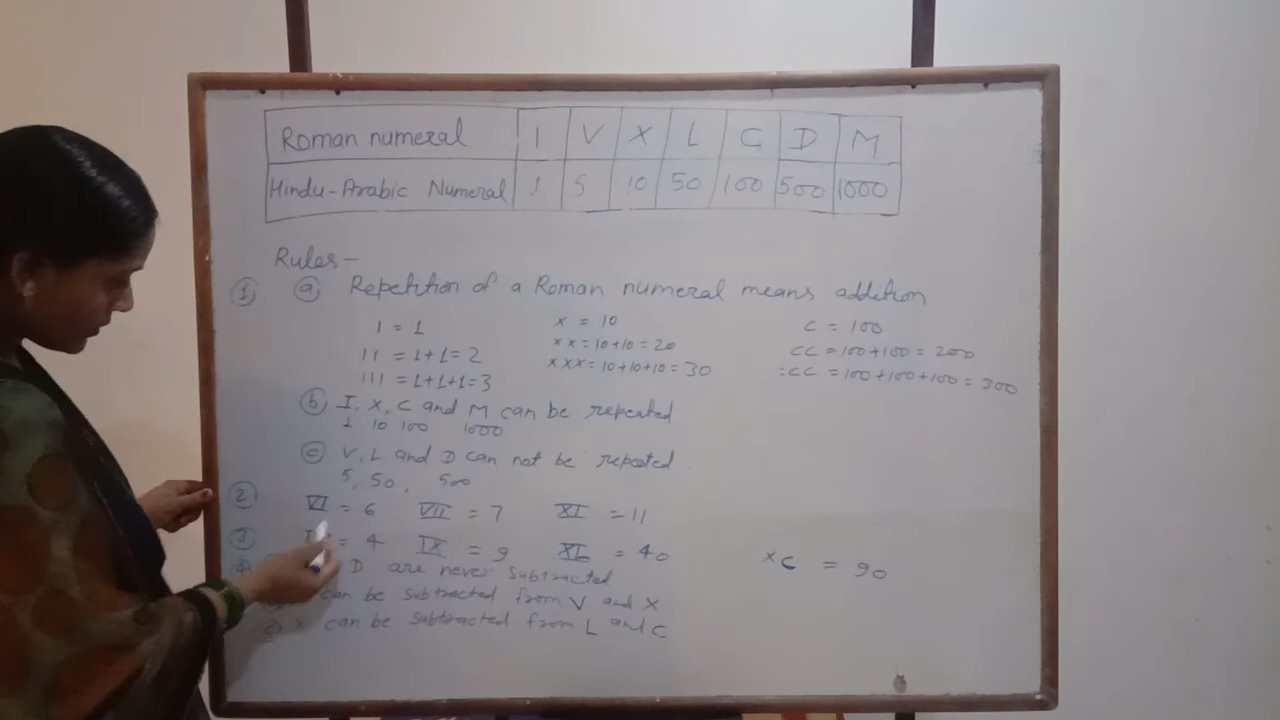 Roman numeral I V X L C D M
Hindu-Arabic Numeral 1 5 10 50 100 500 1000
Rules-
1 a Repetition of a Roman numeral means addition
I = 1 X = 10 C = 100
II = 1+1=2 XX = 10+10 = 20 CC = 100+100 = 200
III = 1+1+1=3 XXX = 10+10+10 = 30 CC = 100+100+100 = 300
b I, X, C and M can be repeated
1 10 100 1000
c V, L and D can not be repeated
5, 50, 500
2 VI = 6 VII = 7 XI = 11
3 = 4 IX = 9 XL = 40 XC = 90
D are never subtracted
can be subtracted from V and X
c X can be subtracted from L and C